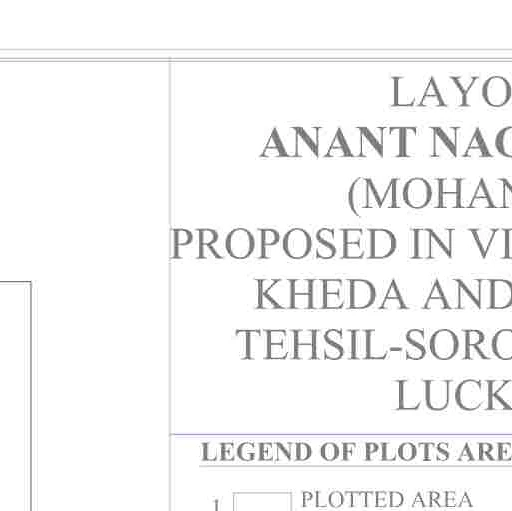 LAYO
ANANT NAG
(MOHAN
PROPOSED IN VI
KHEDA AND
TEHSIL-SORO
LUCK
LEGEND OF PLOTS ARE
1 PLOTTED AREA